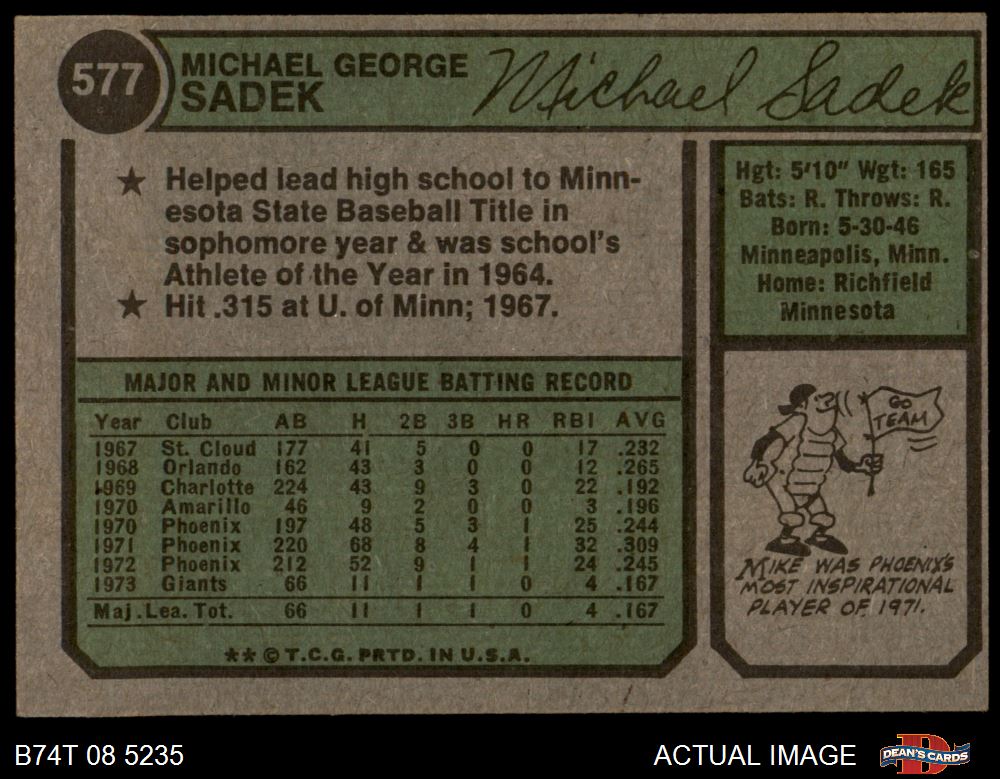 577
MICHAEL GEORGE
SADEK
Michael Sadek
★ Helped lead high school to Minn-
esota State Baseball Title in
sophomore year & was school's
Athlete of the Year in 1964.
★ Hit .315 at U. of Minn; 1967.
Hgt: 5'10" Wgt: 165
Bats: R. Throws: R.
Born: 5-30-46
Minneapolis, Minn.
Home: Richfield
Minnesota
MAJOR AND MINOR LEAGUE BATTING RECORD
Year Club AB H 2B 3B HR RBI AVG
1967 St. Cloud 177 41 5 0 0 17 .232
1968 Orlando 162 43 3 0 0 12 .265
1969 Charlotte 224 43 9 3 0 22 .192
1970 Amarillo 46 9 2 0 0 3 .196
1970 Phoenix 197 48 5 3 1 25 .244
1971 Phoenix 220 68 8 4 1 32 .309
1972 Phoenix 212 52 9 1 1 24 .245
1973 Giants 66 11 1 1 0 4 .167
Maj. Lea. Tot. 66 11 1 1 0 4 .167
** © T.C.G. PRTD. IN U.S.A.
GO
TEAM
MIKE WAS PHOENIX'S
MOST INSPIRATIONAL
PLAYER OF 1971.
B74T 08 5235
ACTUAL IMAGE
DEAN'S CARDS